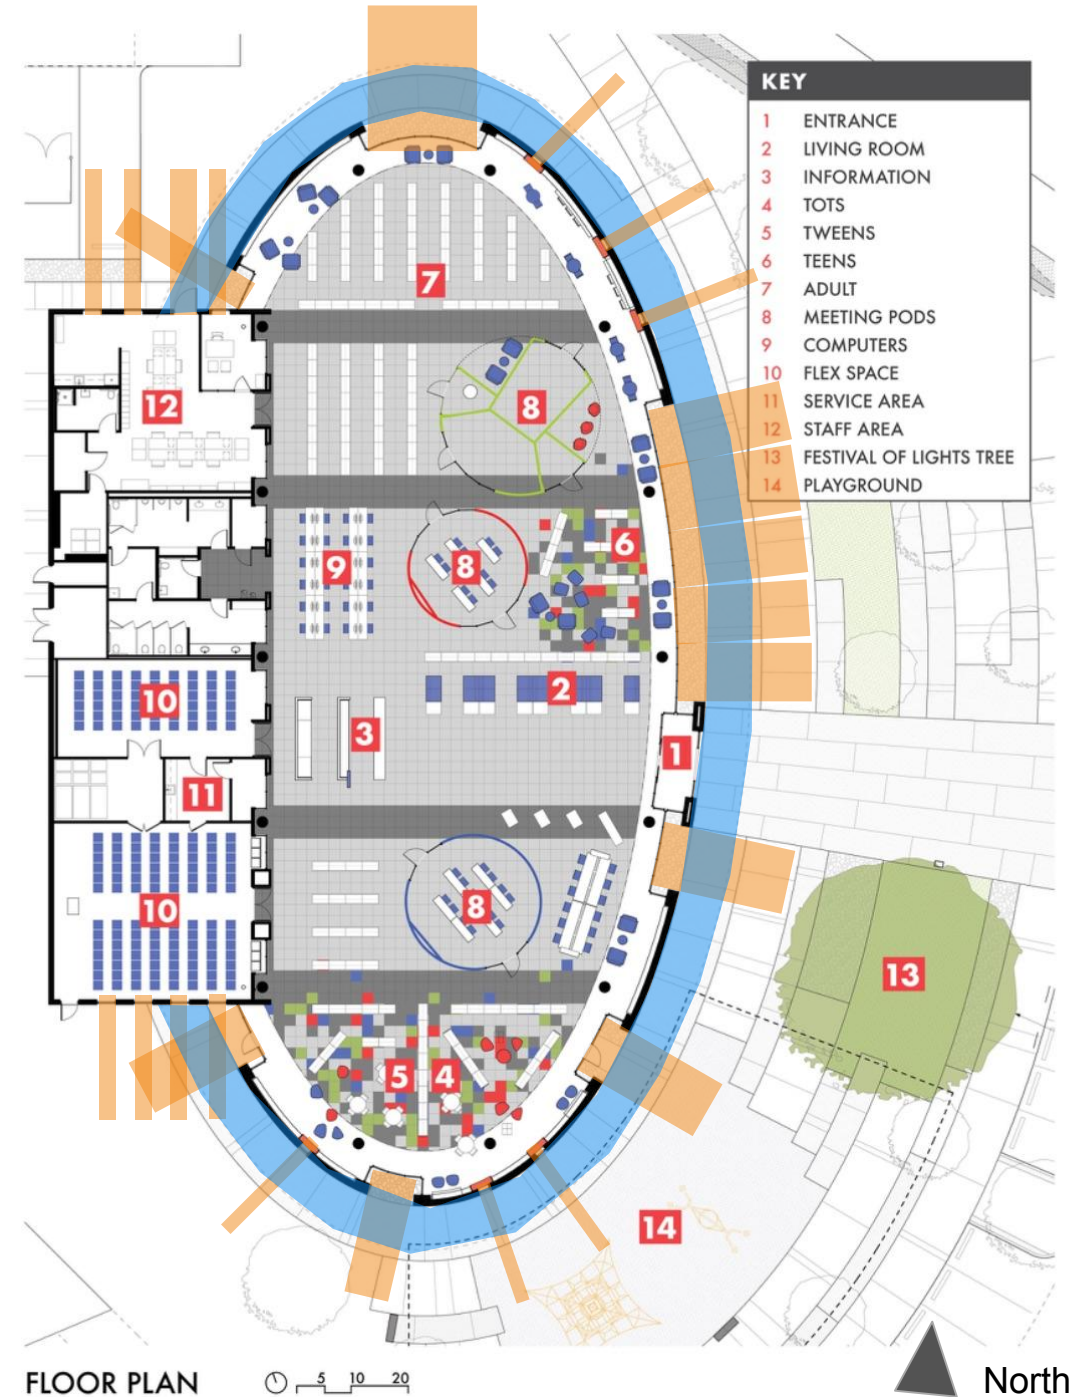 KEY
1 ENTRANCE
2 LIVING ROOM
3 INFORMATION
4 TOTS
5 TWEENS
6 TEENS
7 ADULT
8 MEETING PODS
9 COMPUTERS
10 FLEX SPACE
11 SERVICE AREA
12 STAFF AREA
13 FESTIVAL OF LIGHTS TREE
14 PLAYGROUND
7
12
8
6
9
8
10
2
3
1
11
10
8
13
5
4
14
FLOOR PLAN
5 10 20
North